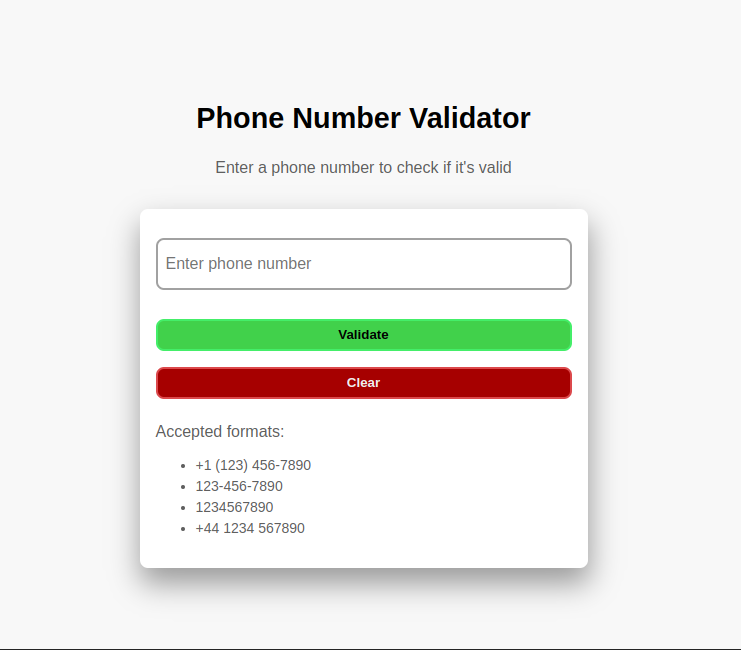 Phone Number Validator
Enter a phone number to check if it's valid
Enter phone number
Validate
Clear
Accepted formats:
+1 (123) 456-7890
123-456-7890
1234567890
+44 1234 567890